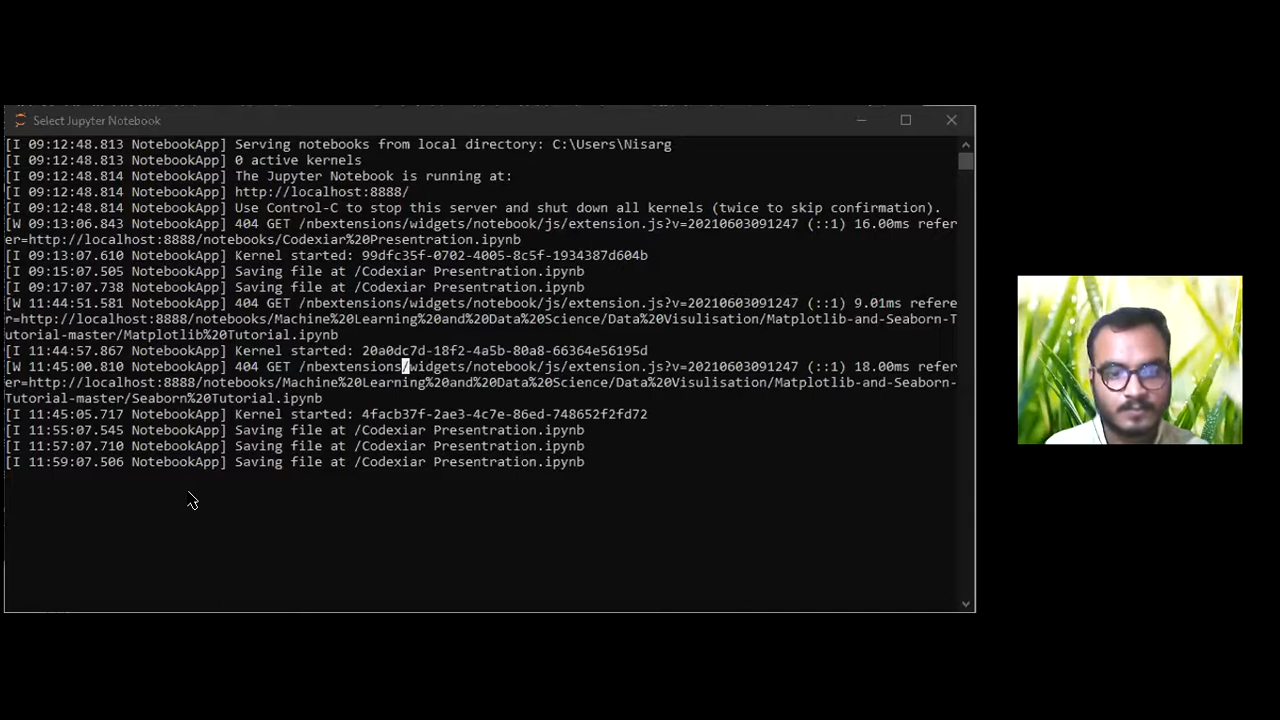 Select Jupyter Notebook
[I 09:12:48.813 NotebookApp] Serving notebooks from local directory: C:\Users\Nisarg
[I 09:12:48.813 NotebookApp] 0 active kernels
[I 09:12:48.814 NotebookApp] The Jupyter Notebook is running at:
[I 09:12:48.814 NotebookApp] http://localhost:8888/
[I 09:12:48.814 NotebookApp] Use Control-C to stop this server and shut down all kernels (twice to skip confirmation).
[W 09:13:06.843 NotebookApp] 404 GET /nbextensions/widgets/notebook/js/extension.js?v=20210603091247 (::1) 16.00ms refer
er=http://localhost:8888/notebooks/Codexiar%20Presentration.ipynb
[I 09:13:07.610 NotebookApp] Kernel started: 99dfc35f-0702-4005-8c5f-1934387d604b
[I 09:15:07.505 NotebookApp] Saving file at /Codexiar Presentration.ipynb
[I 09:17:07.738 NotebookApp] Saving file at /Codexiar Presentration.ipynb
[W 11:44:51.581 NotebookApp] 404 GET /nbextensions/widgets/notebook/js/extension.js?v=20210603091247 (::1) 9.01ms refere
r=http://localhost:8888/notebooks/Machine%20Learning%20and%20Data%20Science/Data%20Visulisation/Matplotlib-and-Seaborn-T
utorial-master/Matplotlib%20Tutorial.ipynb
[I 11:44:57.867 NotebookApp] Kernel started: 20a0dc7d-18f2-4a5b-80a8-66364e56195d
[W 11:45:00.810 NotebookApp] 404 GET /nbextensions/widgets/notebook/js/extension.js?v=20210603091247 (::1) 18.00ms refer
er=http://localhost:8888/notebooks/Machine%20Learning%20and%20Data%20Science/Data%20Visulisation/Matplotlib-and-Seaborn-
Tutorial-master/Seaborn%20Tutorial.ipynb
[I 11:45:05.717 NotebookApp] Kernel started: 4facb37f-2ae3-4c7e-86ed-748652f2fd72
[I 11:55:07.545 NotebookApp] Saving file at /Codexiar Presentration.ipynb
[I 11:57:07.710 NotebookApp] Saving file at /Codexiar Presentration.ipynb
[I 11:59:07.506 NotebookApp] Saving file at /Codexiar Presentration.ipynb